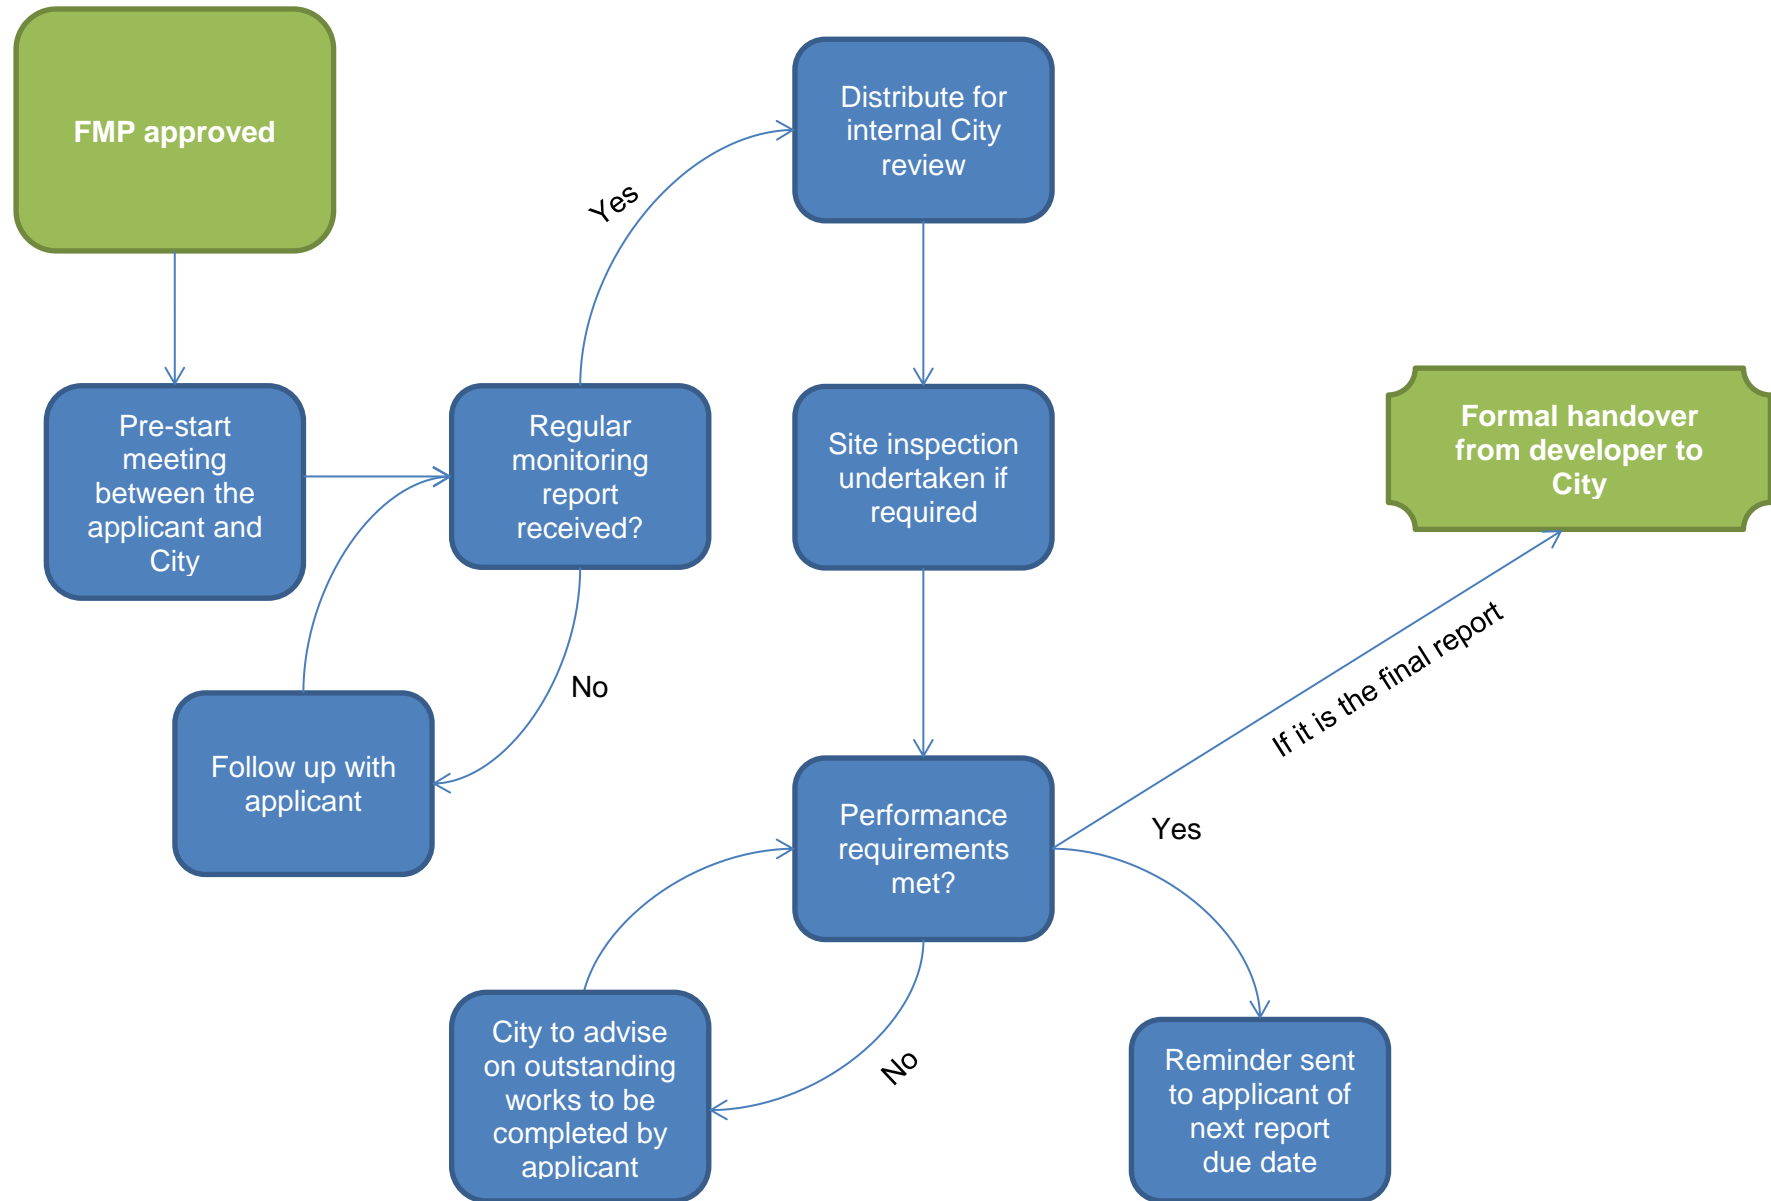 FMP approved
Distribute for
internal City
review
Yes
Pre-start
meeting
between the
applicant and
City
Regular
monitoring
report
received?
Site inspection
undertaken if
required
Formal handover
from developer to
City
No
Follow up with
applicant
If it is the final report
Performance
requirements
met?
Yes
No
City to advise
on outstanding
works to be
completed by
applicant
Reminder sent
to applicant of
next report
due date